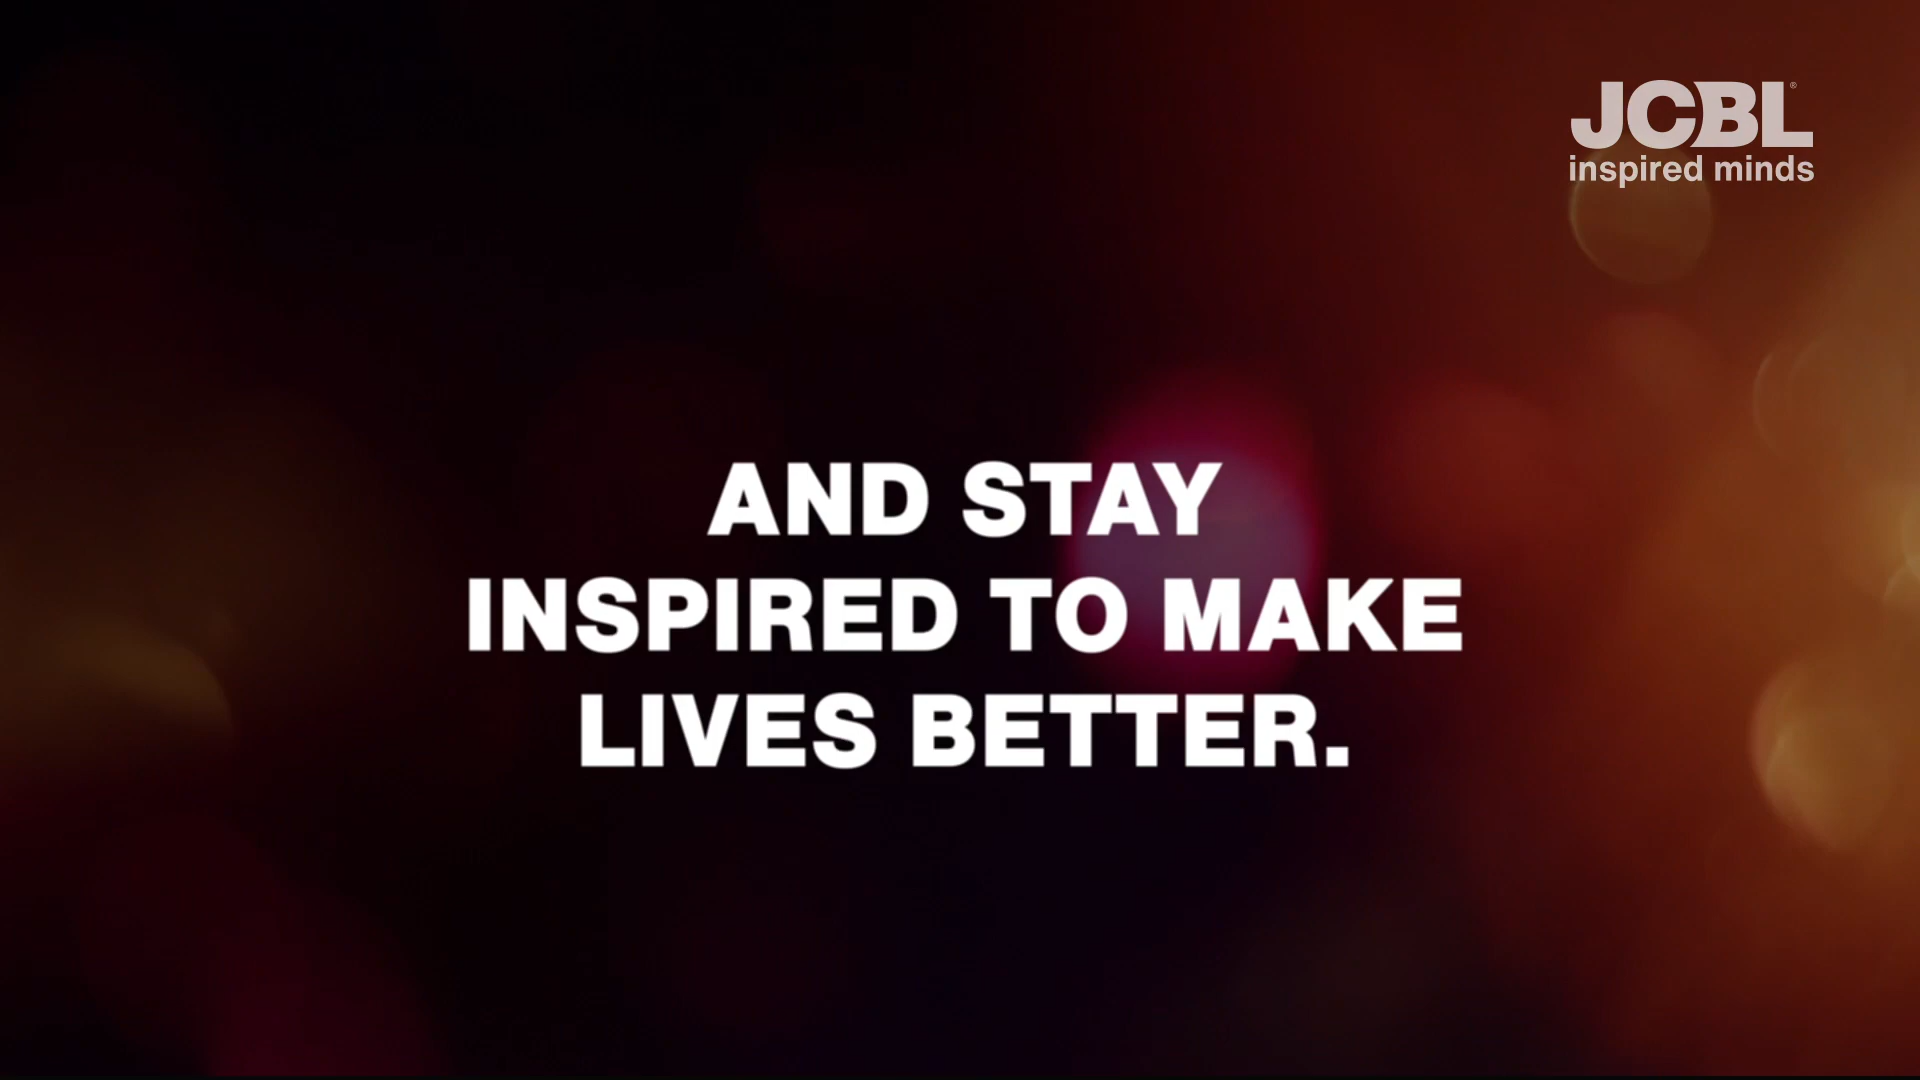 JCBL®
inspired minds
AND STAY
INSPIRED TO MAKE
LIVES BETTER.